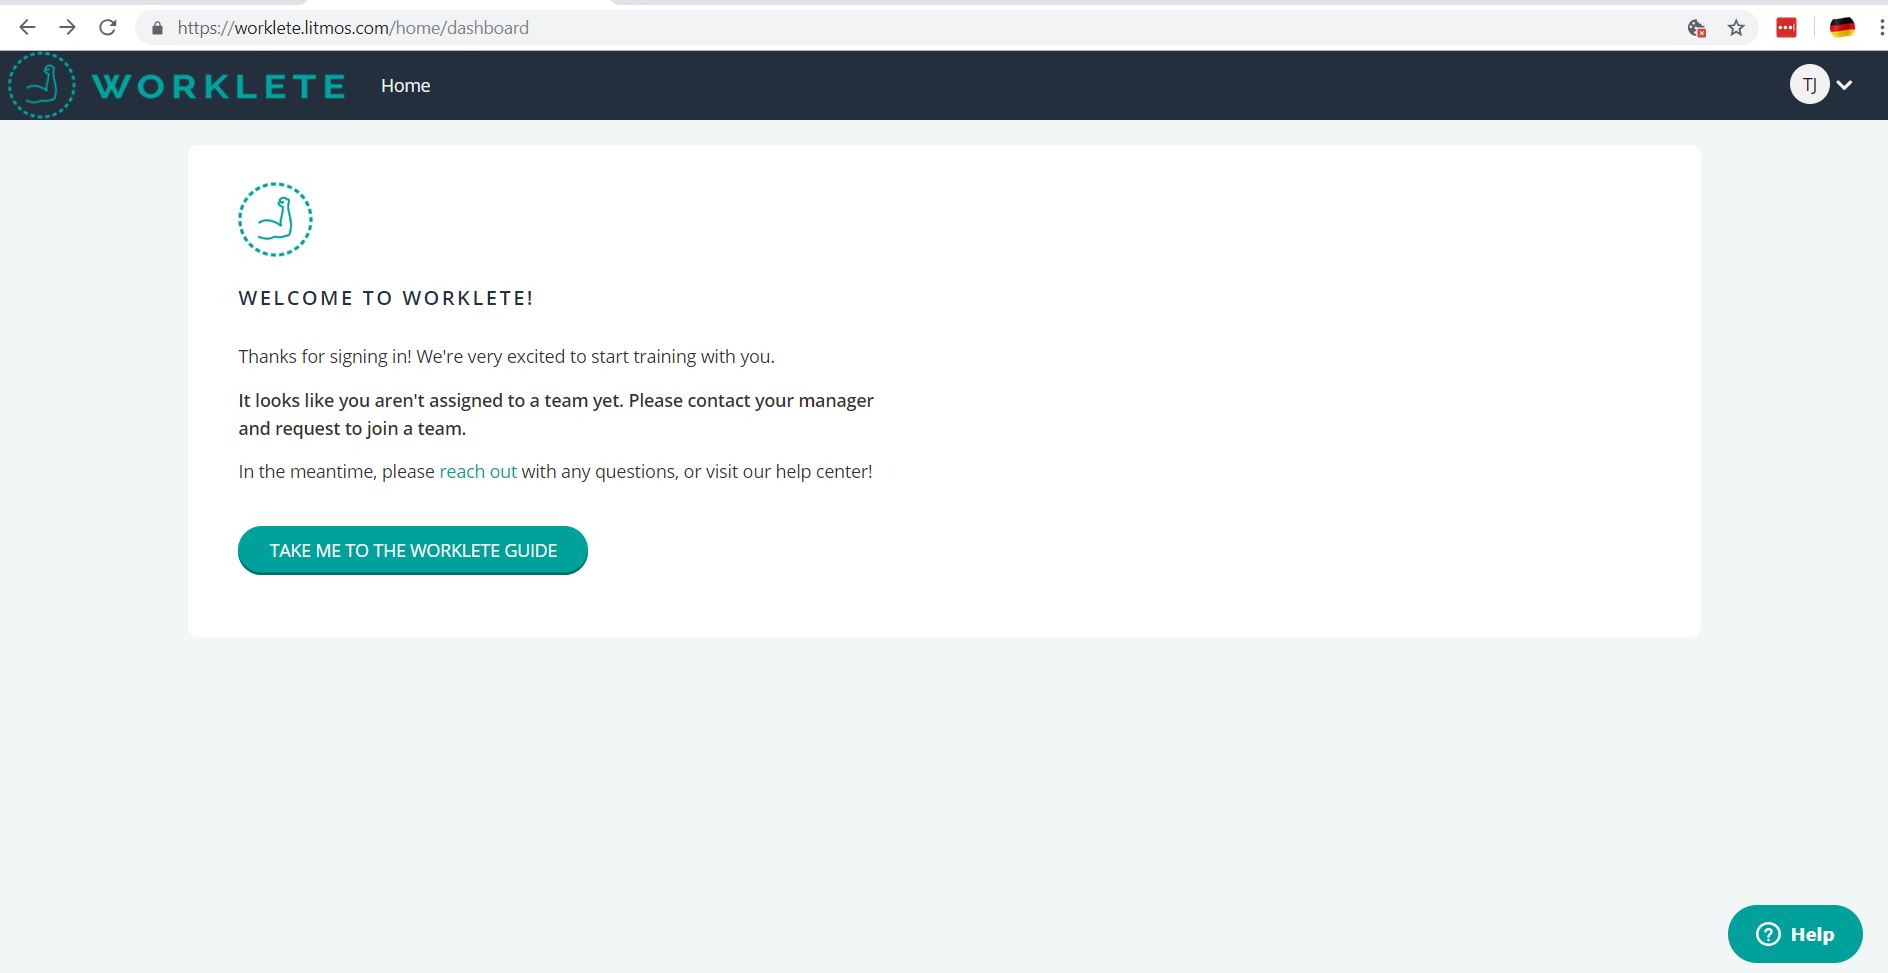 https://worklete.litmos.com/home/dashboard
WORKLETE
Home
TJ
WELCOME TO WORKLETE!
Thanks for signing in! We're very excited to start training with you.
It looks like you aren't assigned to a team yet. Please contact your manager
and request to join a team.
In the meantime, please reach out with any questions, or visit our help center!
TAKE ME TO THE WORKLETE GUIDE
Help